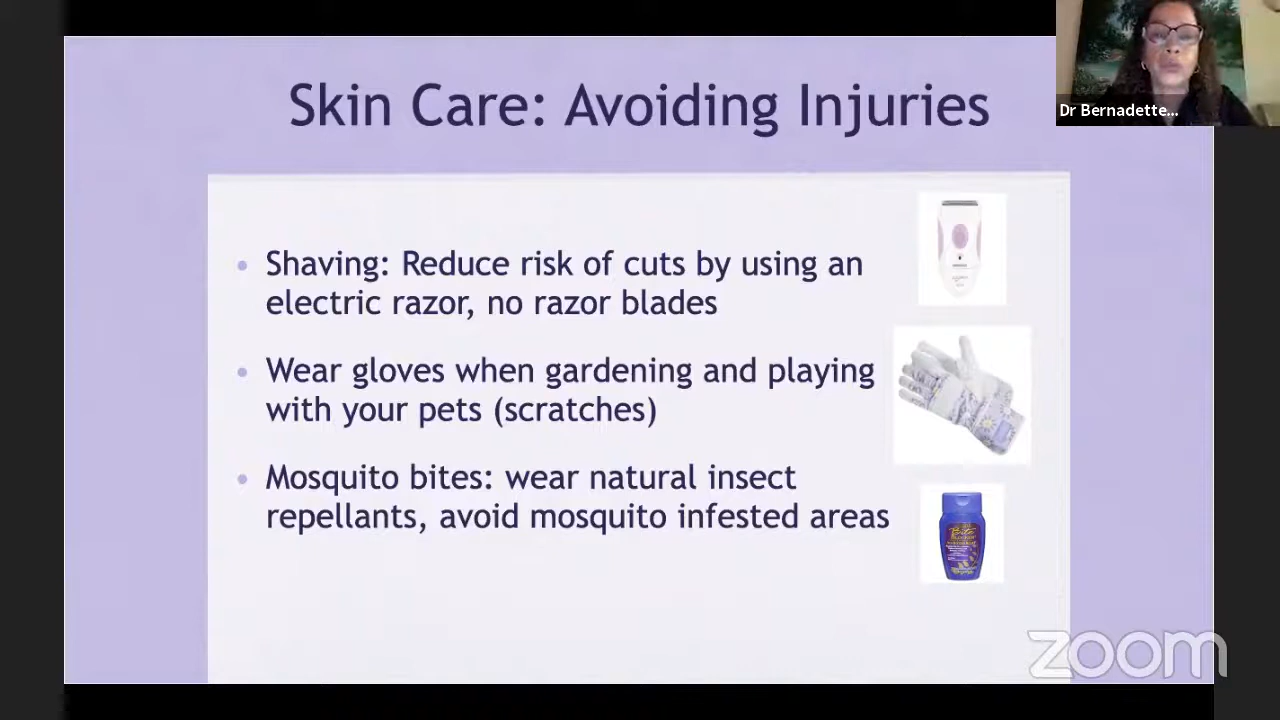 Skin Care: Avoiding Injuries
Dr Bernadette...
• Shaving: Reduce risk of cuts by using an
electric razor, no razor blades
• Wear gloves when gardening and playing
with your pets (scratches)
• Mosquito bites: wear natural insect
repellants, avoid mosquito infested areas
Bite
zoom